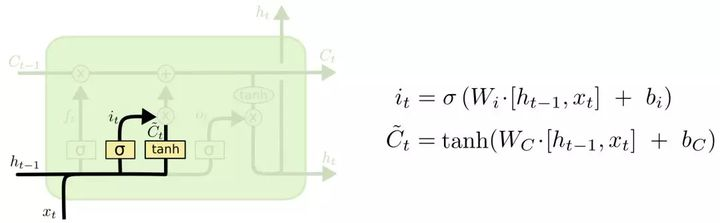 h_t
C_{t-1} × + C_t
tanh
f_t i_t × o_t ×
C̃_t
σ σ tanh σ
h_{t-1} h_t
x_t
i_t = σ (W_i·[h_{t-1}, x_t] + b_i)
C̃_t = tanh(W_C·[h_{t-1}, x_t] + b_C)